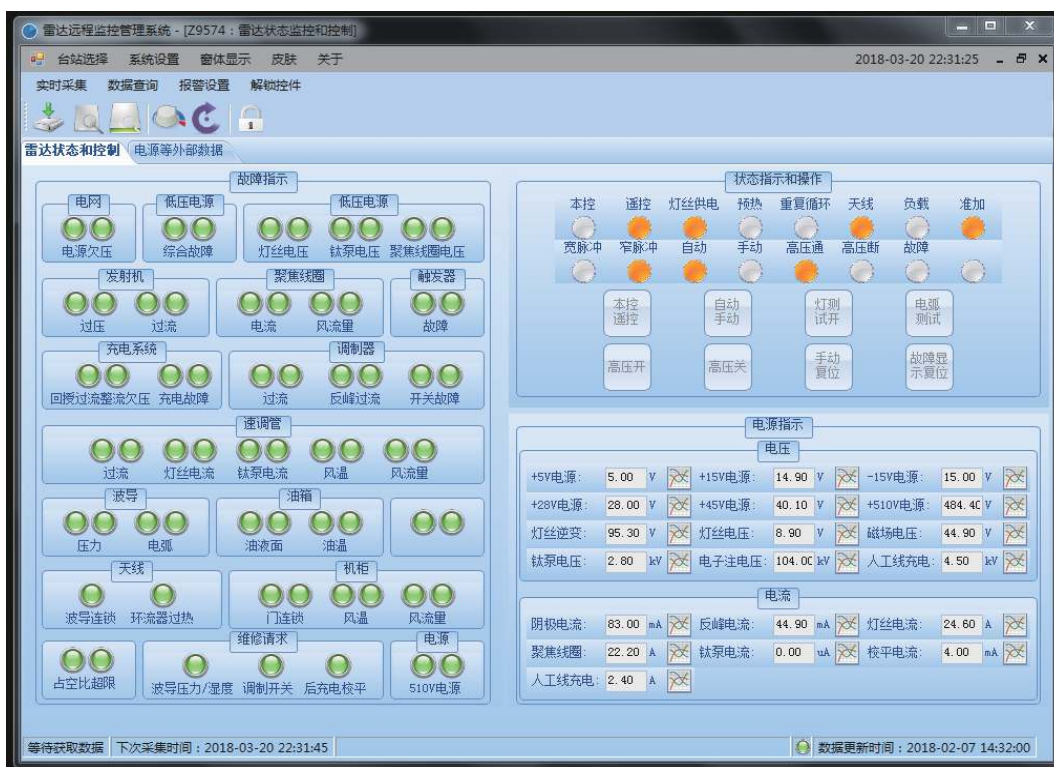 雷达远程监控管理系统 - [Z9574：雷达状态监控和控制]
台站选择 系统设置 窗体显示 皮肤 关于 2018-03-20 22:31:25
实时采集 数据查询 报警设置 解锁控件
雷达状态和控制 电源等外部数据
故障指示
电网 低压电源 低压电源
电源欠压 综合故障 灯丝电压 钛泵电压 聚焦线圈电压
发射机 聚焦线圈 触发器
过压 过流 电流 风流量 故障
充电系统 调制器
回授过流整流欠压 充电故障 过流 反峰过流 开关故障
速调管
过流 灯丝电流 钛泵电流 风温 风流量
波导 油箱
压力 电弧 油液面 油温
天线 机柜
波导连锁 环流器过热 门连锁 风温 风流量
维修请求 电源
占空比超限 波导压力/湿度 调制开关 后充电校平 510V电源
状态指示和操作
本控 遥控 灯丝供电 预热 重复循环 天线 负载 准加
宽脉冲 窄脉冲 自动 手动 高压通 高压断 故障
本控 自动 灯测 电弧
遥控 手动 试开 测试
高压开 高压关 手动 故障显
复位 示复位
电源指示
电压
+5V电源: 5.00 V +15V电源: 14.90 V -15V电源: 15.00 V
+28V电源: 28.00 V +45V电源: 40.10 V +510V电源: 484.40 V
灯丝逆变: 95.30 V 灯丝电压: 8.90 V 磁场电压: 44.90 V
钛泵电压: 2.80 kV 电子注电压: 104.00 kV 人工线充电: 4.50 kV
电流
阴极电流: 83.00 mA 反峰电流: 44.90 mA 灯丝电流: 24.60 A
聚焦线圈: 22.20 A 钛泵电流: 0.00 uA 校平电流: 4.00 mA
人工线充电: 2.40 A
等待获取数据 下次采集时间：2018-03-20 22:31:45 数据更新时间：2018-02-07 14:32:00